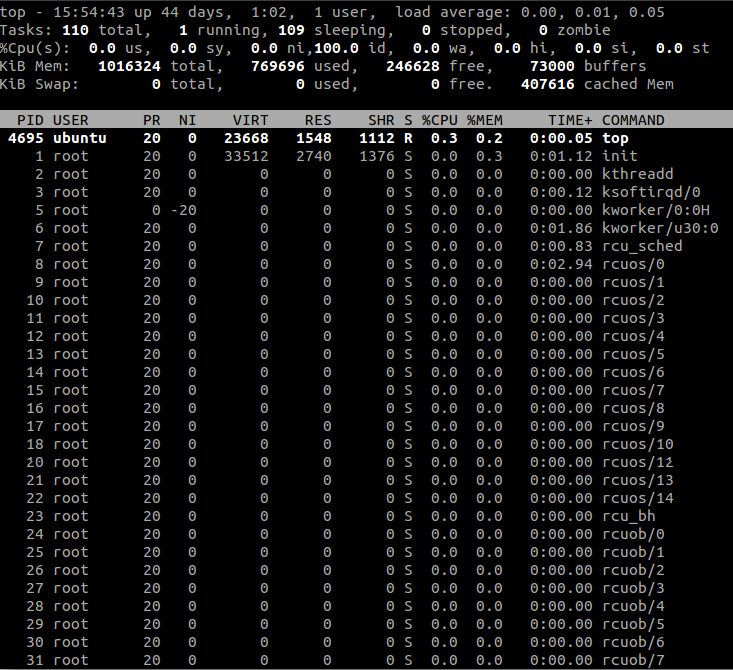 top - 15:54:43 up 44 days,  1:02,  1 user,  load average: 0.00, 0.01, 0.05
Tasks: 110 total,   1 running, 109 sleeping,   0 stopped,   0 zombie
%Cpu(s):  0.0 us,  0.0 sy,  0.0 ni,100.0 id,  0.0 wa,  0.0 hi,  0.0 si,  0.0 st
KiB Mem:   1016324 total,   769696 used,   246628 free,    73000 buffers
KiB Swap:        0 total,        0 used,        0 free.   407616 cached Mem
  PID USER      PR  NI    VIRT    RES    SHR S %CPU %MEM     TIME+ COMMAND
 4695 ubuntu    20   0   23668   1548   1112 R  0.3  0.2   0:00.05 top
    1 root      20   0   33512   2740   1376 S  0.0  0.3   0:01.12 init
    2 root      20   0       0      0      0 S  0.0  0.0   0:00.00 kthreadd
    3 root      20   0       0      0      0 S  0.0  0.0   0:00.12 ksoftirqd/0
    5 root       0 -20       0      0      0 S  0.0  0.0   0:00.00 kworker/0:0H
    6 root      20   0       0      0      0 S  0.0  0.0   0:01.86 kworker/u30:0
    7 root      20   0       0      0      0 S  0.0  0.0   0:00.83 rcu_sched
    8 root      20   0       0      0      0 S  0.0  0.0   0:02.94 rcuos/0
    9 root      20   0       0      0      0 S  0.0  0.0   0:00.00 rcuos/1
   10 root      20   0       0      0      0 S  0.0  0.0   0:00.00 rcuos/2
   11 root      20   0       0      0      0 S  0.0  0.0   0:00.00 rcuos/3
   12 root      20   0       0      0      0 S  0.0  0.0   0:00.00 rcuos/4
   13 root      20   0       0      0      0 S  0.0  0.0   0:00.00 rcuos/5
   14 root      20   0       0      0      0 S  0.0  0.0   0:00.00 rcuos/6
   15 root      20   0       0      0      0 S  0.0  0.0   0:00.00 rcuos/7
   16 root      20   0       0      0      0 S  0.0  0.0   0:00.00 rcuos/8
   17 root      20   0       0      0      0 S  0.0  0.0   0:00.00 rcuos/9
   18 root      20   0       0      0      0 S  0.0  0.0   0:00.00 rcuos/10
   20 root      20   0       0      0      0 S  0.0  0.0   0:00.00 rcuos/12
   21 root      20   0       0      0      0 S  0.0  0.0   0:00.00 rcuos/13
   22 root      20   0       0      0      0 S  0.0  0.0   0:00.00 rcuos/14
   23 root      20   0       0      0      0 S  0.0  0.0   0:00.00 rcu_bh
   24 root      20   0       0      0      0 S  0.0  0.0   0:00.00 rcuob/0
   25 root      20   0       0      0      0 S  0.0  0.0   0:00.00 rcuob/1
   26 root      20   0       0      0      0 S  0.0  0.0   0:00.00 rcuob/2
   27 root      20   0       0      0      0 S  0.0  0.0   0:00.00 rcuob/3
   28 root      20   0       0      0      0 S  0.0  0.0   0:00.00 rcuob/4
   29 root      20   0       0      0      0 S  0.0  0.0   0:00.00 rcuob/5
   30 root      20   0       0      0      0 S  0.0  0.0   0:00.00 rcuob/6
   31 root      20   0       0      0      0 S  0.0  0.0   0:00.00 rcuob/7